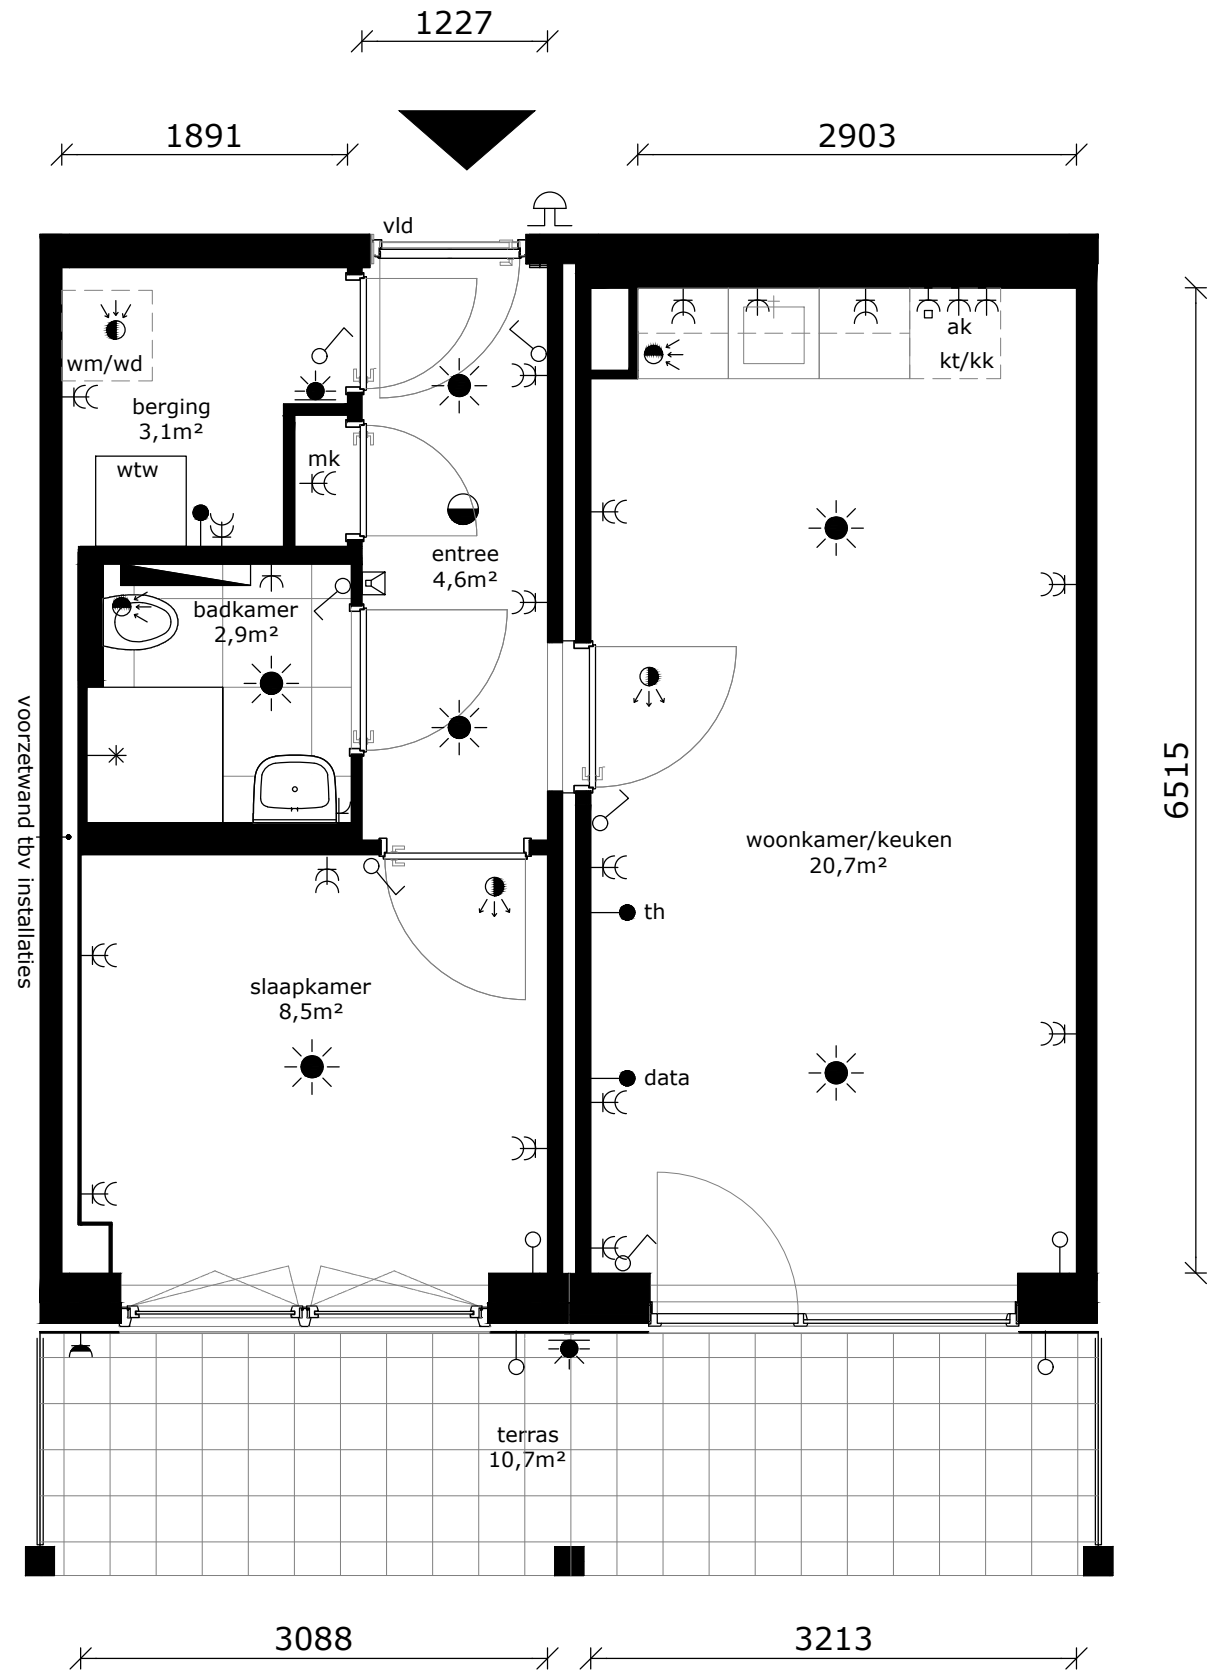 1227
1891
2903
vld
wm/wd
berging
3,1m²
wtw
mk
ak
kt/kk
entree
4,6m²
badkamer
2,9m²
voorzetwand tbv installaties
6515
woonkamer/keuken
20,7m²
th
slaapkamer
8,5m²
data
terras
10,7m²
3088
3213